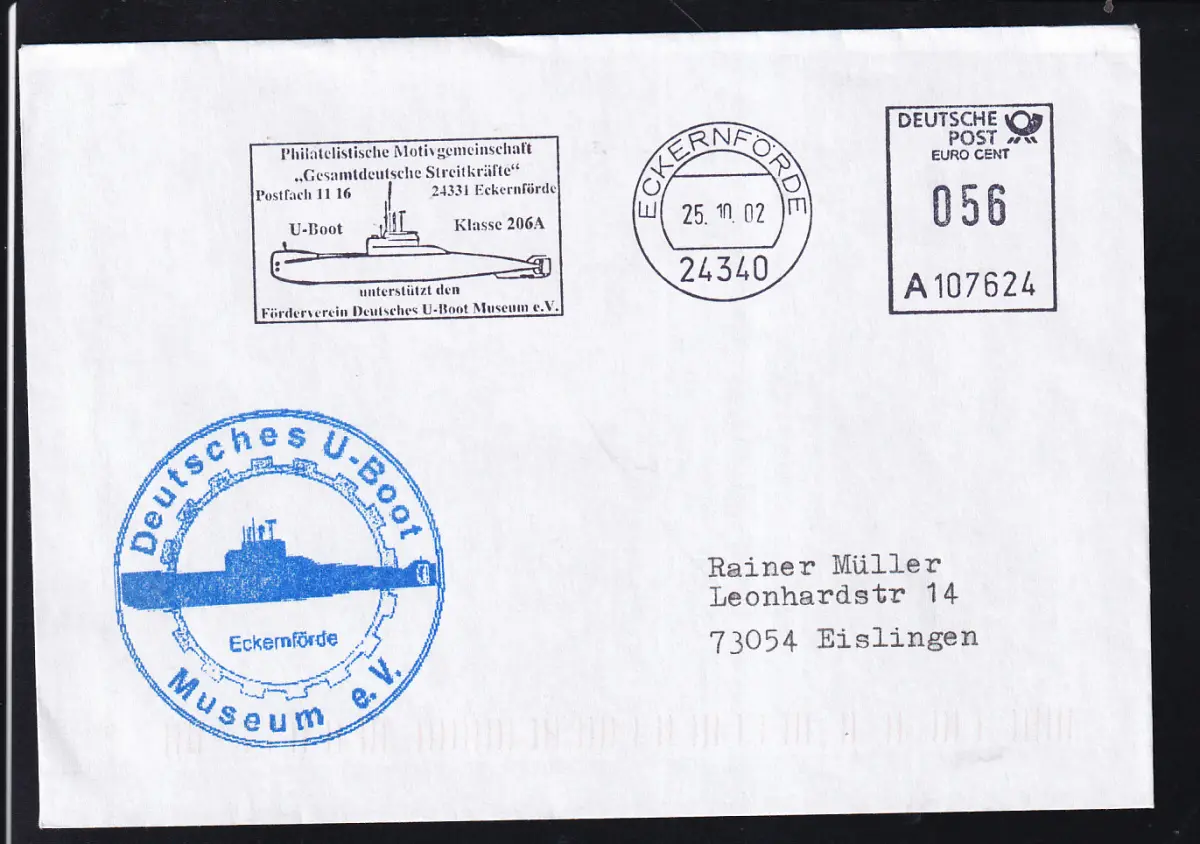 Philatelistische Motivgemeinschaft
„Gesamtdeutsche Streitkräfte“
Postfach 11 16 24331 Eckernförde
U-Boot Klasse 206A
unterstützt den
Förderverein Deutsches U-Boot Museum e.V.
ECKERNFÖRDE
25. 10. 02
24340
DEUTSCHE
POST
EURO CENT
056
A107624
Deutsches U-Boot
Eckernförde
Museum e.V.
Rainer Müller
Leonhardstr 14
73054 Eislingen